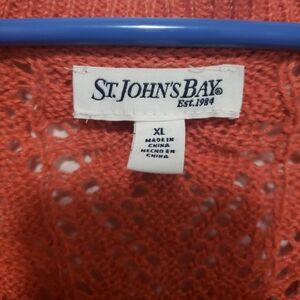 ST. JOHN'S BAY®
Est. 1984
XL
MADE IN
CHINA
HECHO EN
CHINA